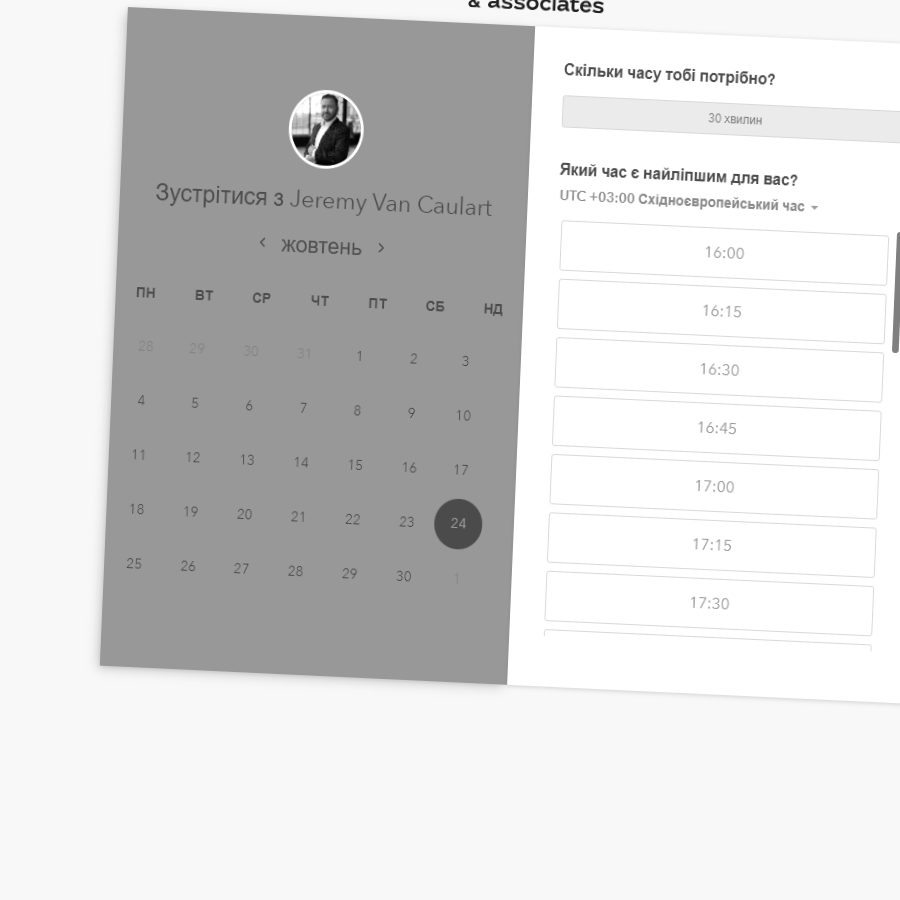 & associates
Зустрітися з Jeremy Van Caulart
жовтень
ПН ВТ СР ЧТ ПТ СБ НД
28 29 30 31 1 2 3
4 5 6 7 8 9 10
11 12 13 14 15 16 17
18 19 20 21 22 23 24
25 26 27 28 29 30 1
Скільки часу тобі потрібно?
30 хвилин
Який час є найліпшим для вас?
UTC +03:00 Східноєвропейський час
16:00
16:15
16:30
16:45
17:00
17:15
17:30